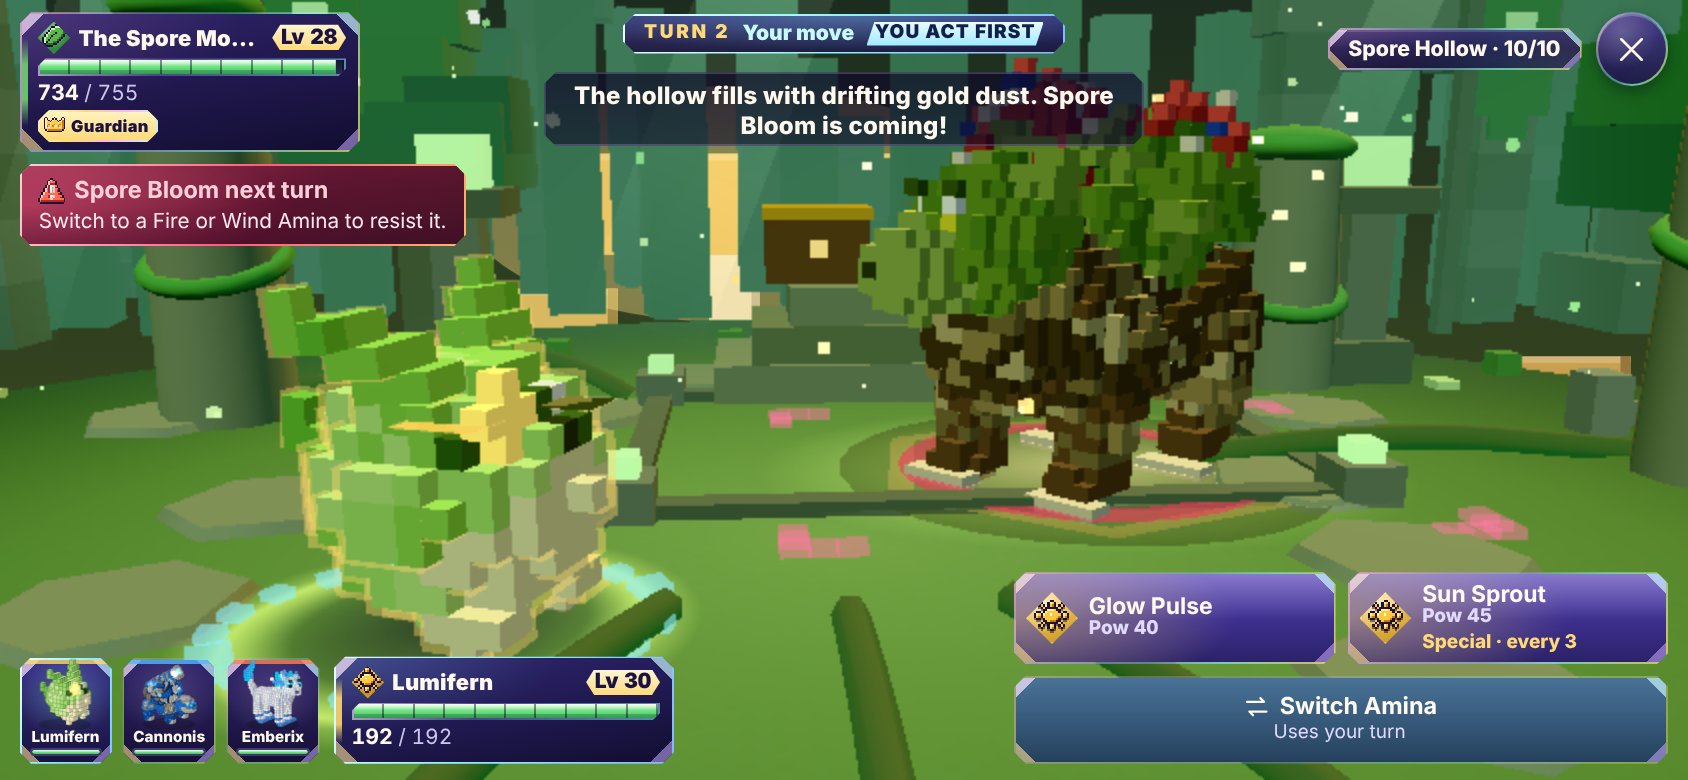 The Spore Mo...
Lv 28
734 / 755
Guardian
Spore Bloom next turn
Switch to a Fire or Wind Amina to resist it.
TURN 2 Your move YOU ACT FIRST
The hollow fills with drifting gold dust. Spore
Bloom is coming!
Spore Hollow · 10/10
Lumifern
Cannonis
Emberix
Lumifern
Lv 30
192 / 192
Glow Pulse
Pow 40
Sun Sprout
Pow 45
Special · every 3
Switch Amina
Uses your turn